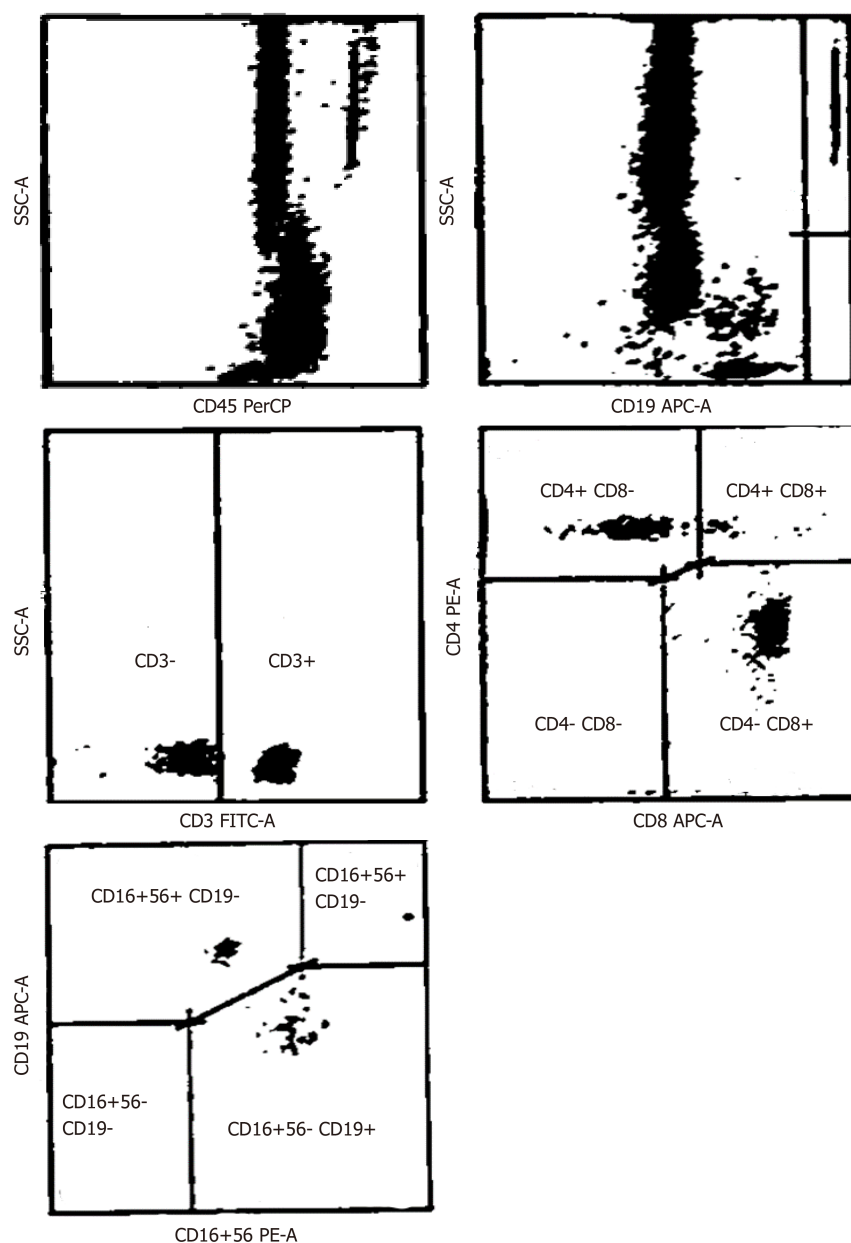 SSC-A
CD45 PerCP
SSC-A
CD19 APC-A
SSC-A
CD3-
CD3+
CD3 FITC-A
CD4 PE-A
CD4+ CD8-
CD4+ CD8+
CD4- CD8-
CD4- CD8+
CD8 APC-A
CD19 APC-A
CD16+56+ CD19-
CD16+56+
CD19-
CD16+56-
CD19-
CD16+56- CD19+
CD16+56 PE-A